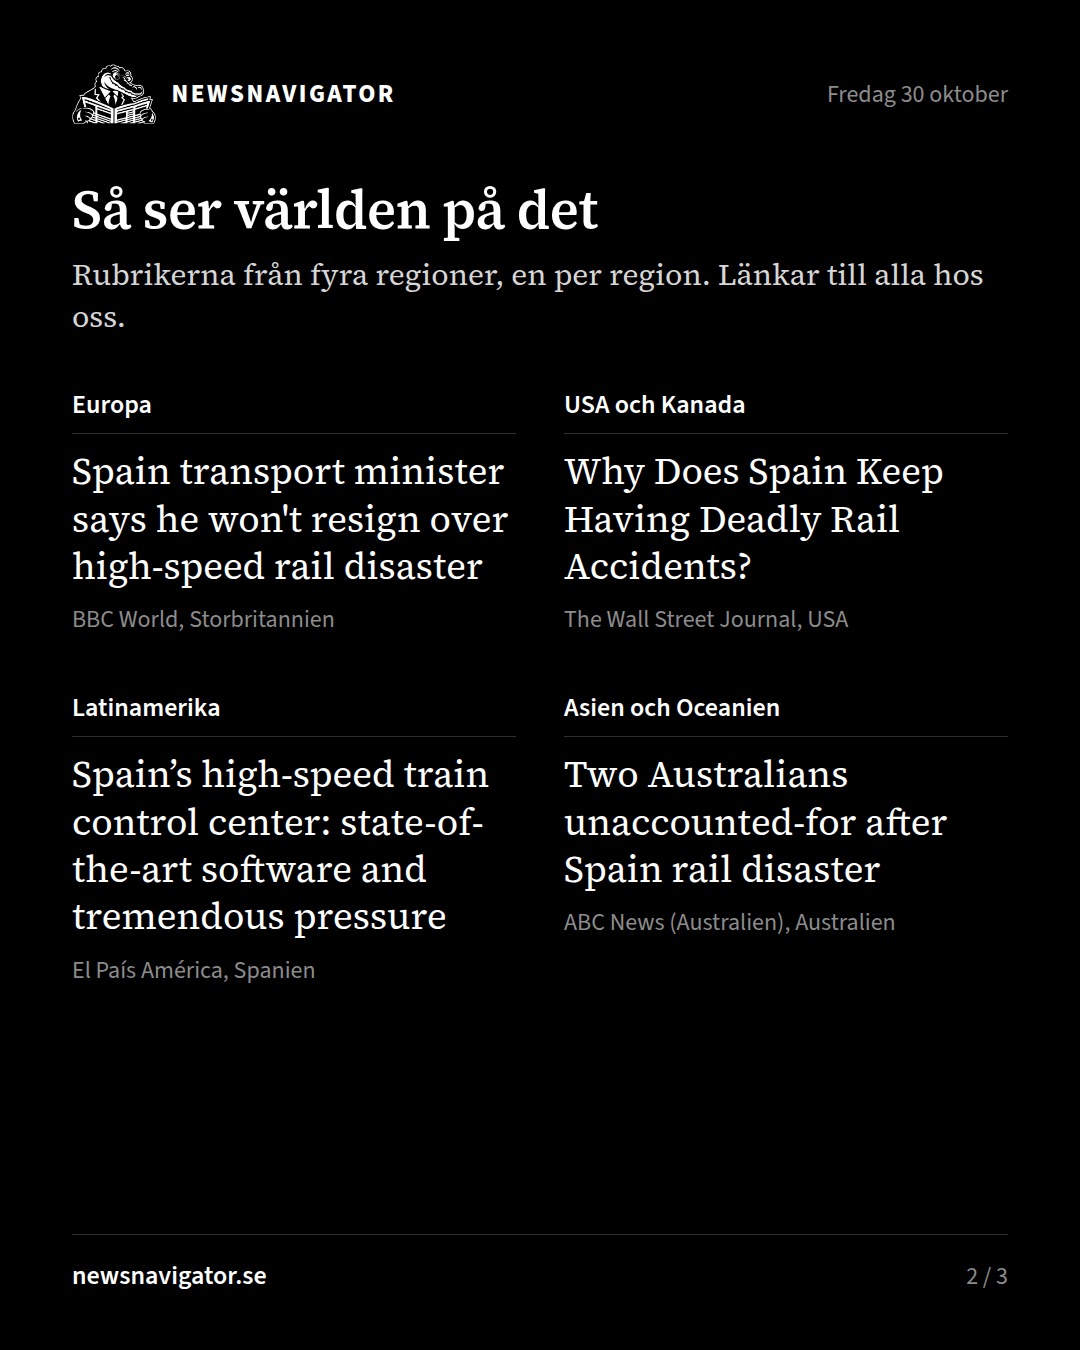 NEWSNAVIGATOR
Fredag 30 oktober
Så ser världen på det
Rubrikerna från fyra regioner, en per region. Länkar till alla hos
oss.
Europa
Spain transport minister
says he won't resign over
high-speed rail disaster
BBC World, Storbritannien
USA och Kanada
Why Does Spain Keep
Having Deadly Rail
Accidents?
The Wall Street Journal, USA
Latinamerika
Spain’s high-speed train
control center: state-of-
the-art software and
tremendous pressure
El País América, Spanien
Asien och Oceanien
Two Australians
unaccounted-for after
Spain rail disaster
ABC News (Australien), Australien
newsnavigator.se
2 / 3